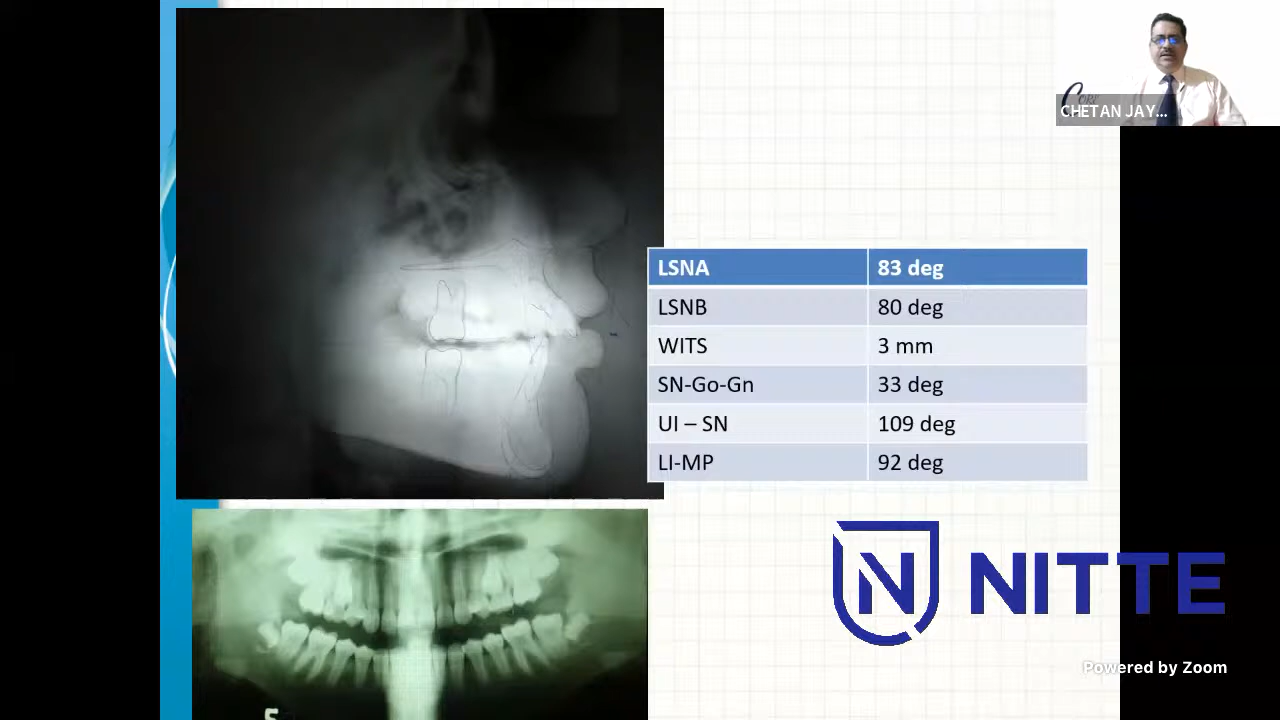 CHETAN JAY...
LSNA 83 deg
LSNB 80 deg
WITS 3 mm
SN-Go-Gn 33 deg
UI – SN 109 deg
LI-MP 92 deg
N NITTE
Powered by Zoom